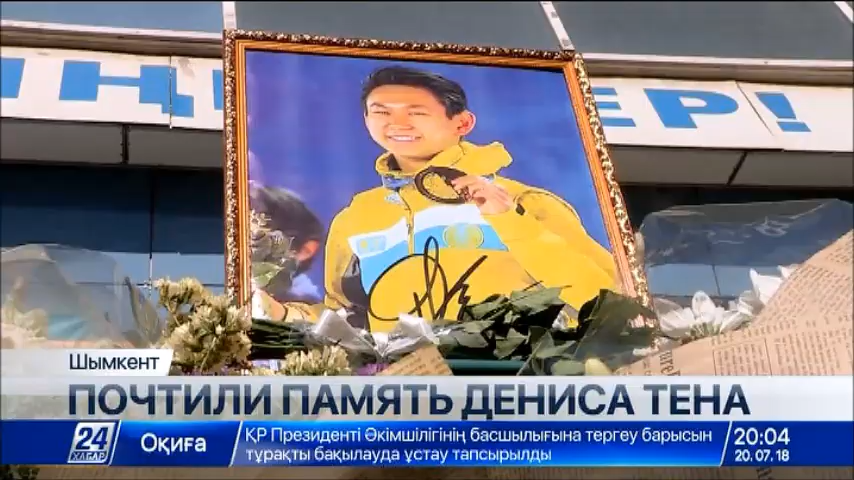 ЕР!
Шымкент
ПОЧТИЛИ ПАМЯТЬ ДЕНИСА ТЕНА
24
ХАБАР
Оқиға
ҚР Президенті Әкімшілігінің басшылығына тергеу барысын
тұрақты бақылауда ұстау тапсырылды
20:04
20.07.18